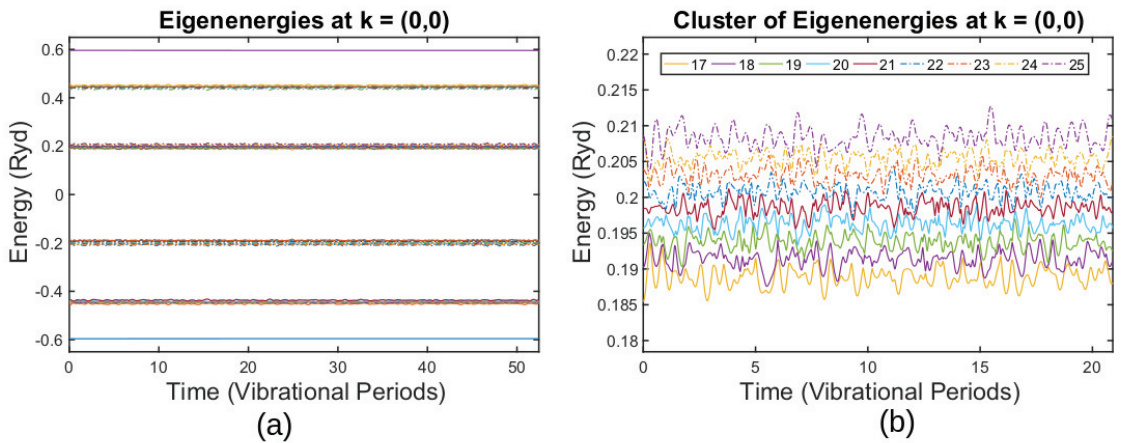 Eigenenergies at k = (0,0)
Energy (Ryd)
0.6
0.4
0.2
0
-0.2
-0.4
-0.6
0 10 20 30 40 50
Time (Vibrational Periods)
(a)
Cluster of Eigenenergies at k = (0,0)
17 18 19 20 21 22 23 24 25
Energy (Ryd)
0.22
0.215
0.21
0.205
0.2
0.195
0.19
0.185
0.18
0 5 10 15 20
Time (Vibrational Periods)
(b)